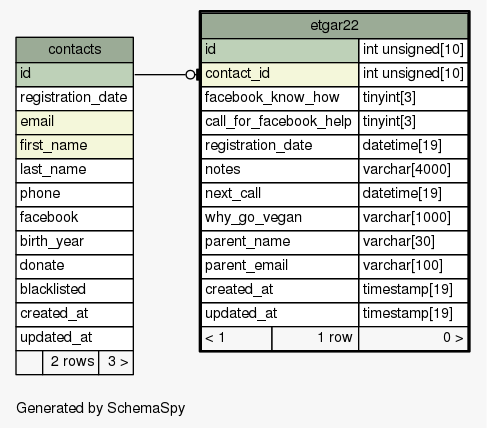 contacts
id
registration_date
email
first_name
last_name
phone
facebook
birth_year
donate
blacklisted
created_at
updated_at
2 rows 3 >
etgar22
id int unsigned[10]
contact_id int unsigned[10]
facebook_know_how tinyint[3]
call_for_facebook_help tinyint[3]
registration_date datetime[19]
notes varchar[4000]
next_call datetime[19]
why_go_vegan varchar[1000]
parent_name varchar[30]
parent_email varchar[100]
created_at timestamp[19]
updated_at timestamp[19]
< 1 1 row 0 >
Generated by SchemaSpy